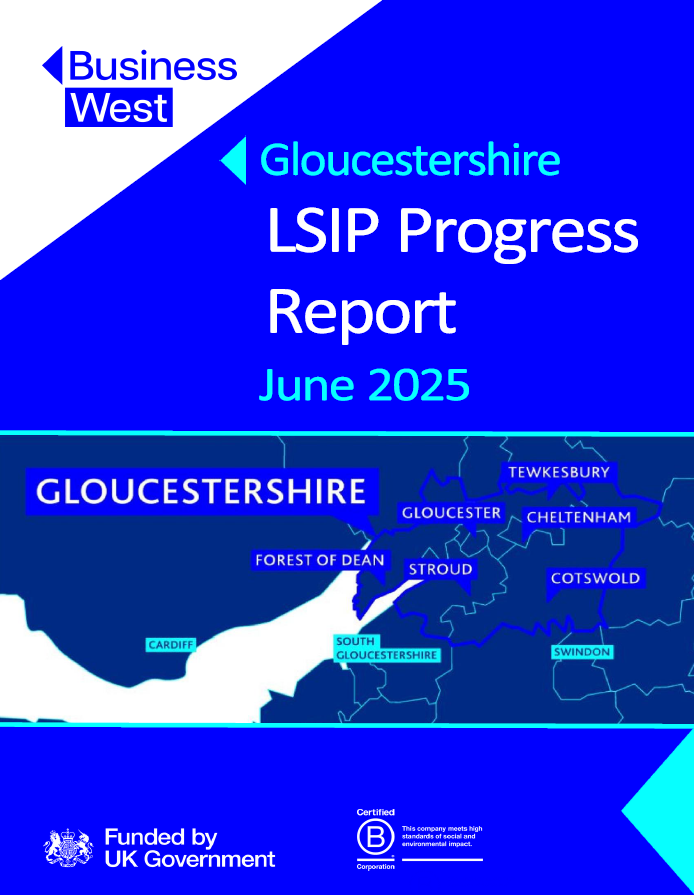 Business
West
Gloucestershire
LSIP Progress
Report
June 2025
GLOUCESTERSHIRE
TEWKESBURY
GLOUCESTER
CHELTENHAM
FOREST OF DEAN
STROUD
COTSWOLD
CARDIFF
SOUTH
GLOUCESTERSHIRE
SWINDON
Funded by
UK Government
Certified
B
Corporation
This company meets high
standards of social and
environmental impact.